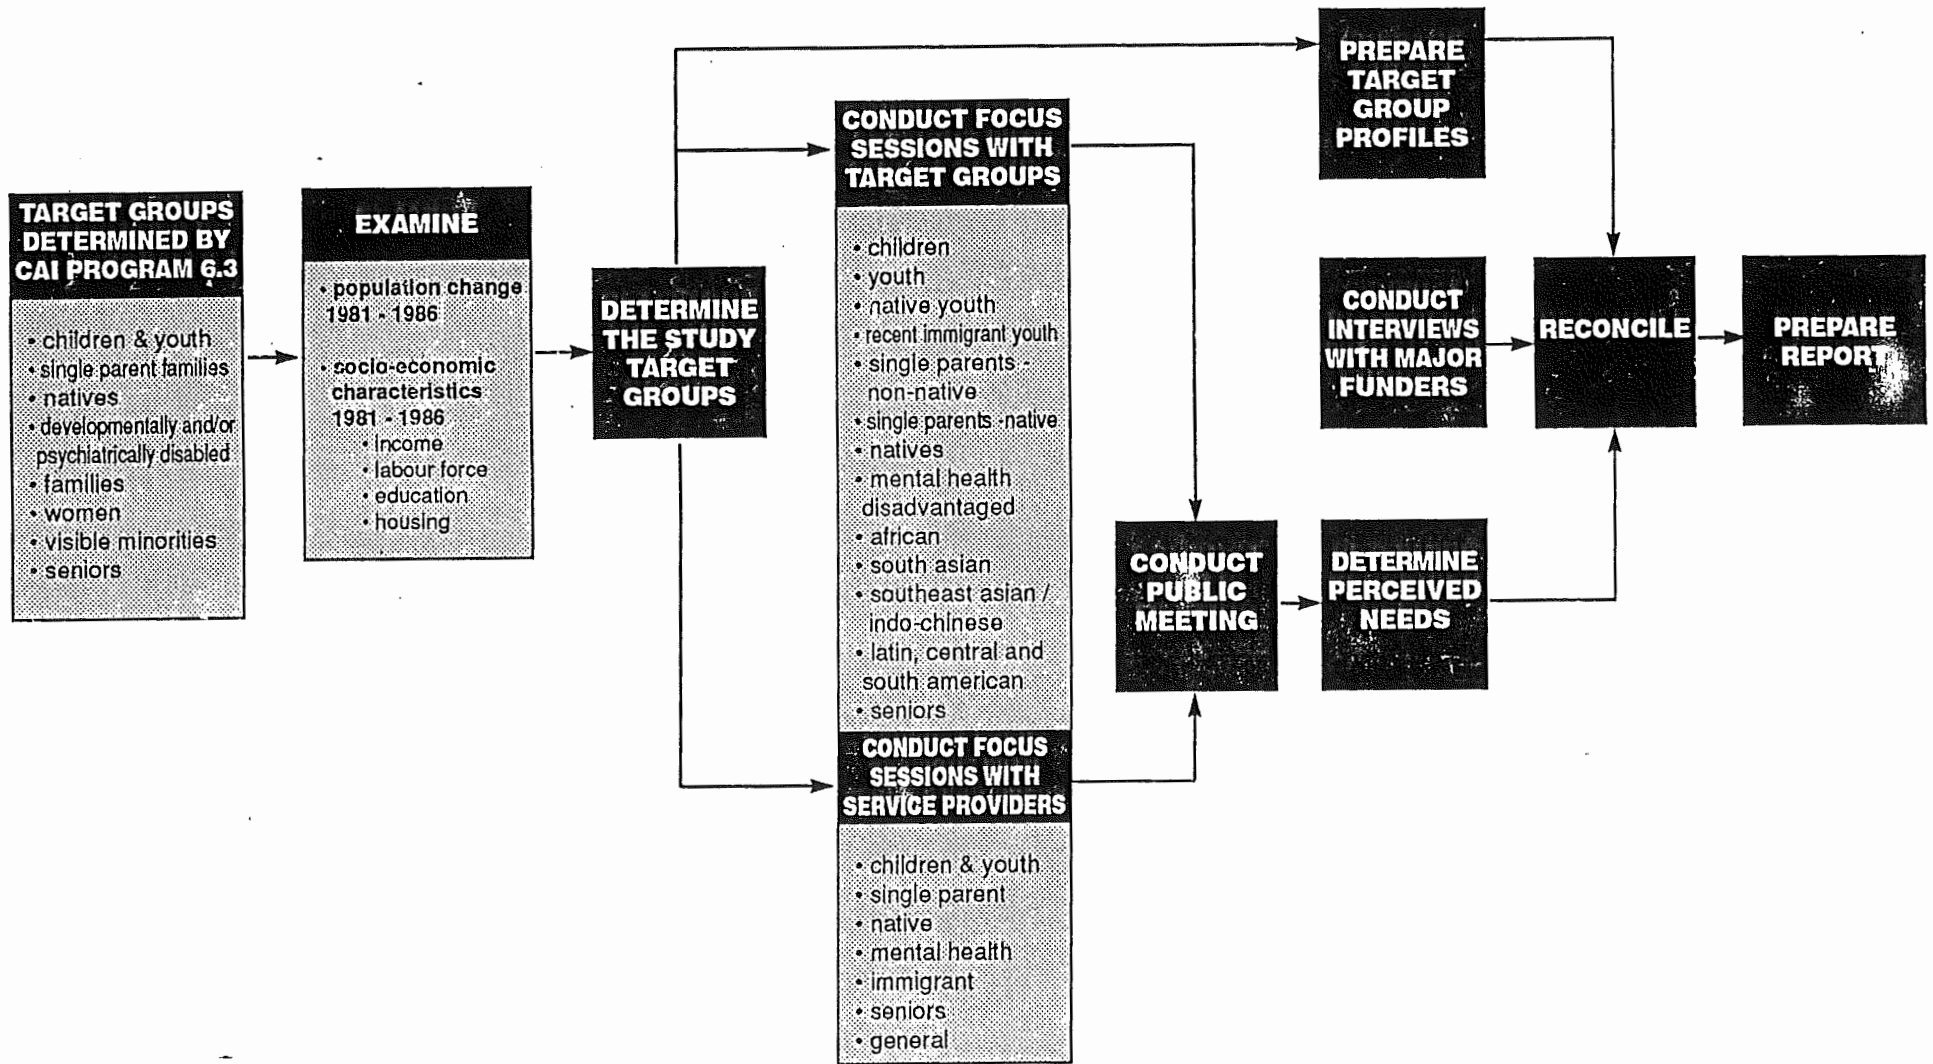 TARGET GROUPS
DETERMINED BY
CAI PROGRAM 6.3
• children & youth
• single parent families
• natives
• developmentally and/or
psychiatrically disabled
• families
• women
• visible minorities
• seniors
EXAMINE
• population change
1981 - 1986
• socio-economic
characteristics
1981 - 1986
• income
• labour force
• education
• housing
DETERMINE
THE STUDY
TARGET
GROUPS
CONDUCT FOCUS
SESSIONS WITH
TARGET GROUPS
• children
• youth
• native youth
• recent immigrant youth
• single parents -
non-native
• single parents -native
• natives
• mental health
disadvantaged
• african
• south asian
• southeast asian /
indo-chinese
• latin, central and
south american
• seniors
CONDUCT FOCUS
SESSIONS WITH
SERVICE PROVIDERS
• children & youth
• single parent
• native
• mental health
• immigrant
• seniors
• general
CONDUCT
PUBLIC
MEETING
DETERMINE
PERCEIVED
NEEDS
PREPARE
TARGET
GROUP
PROFILES
CONDUCT
INTERVIEWS
WITH MAJOR
FUNDERS
RECONCILE
PREPARE
REPORT